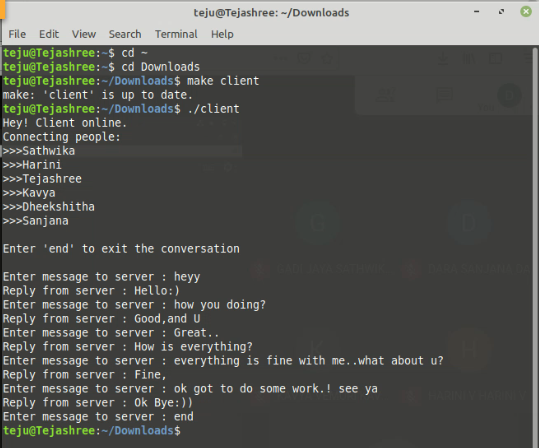 teju@Tejashree: ~/Downloads
File Edit View Search Terminal Help
teju@Tejashree:~$ cd ~
teju@Tejashree:~$ cd Downloads
teju@Tejashree:~/Downloads$ make client
make: 'client' is up to date.
teju@Tejashree:~/Downloads$ ./client
Hey! Client online.
Connecting people:
>>>Sathwika
>>>Harini
>>>Tejashree
>>>Kavya
>>>Dheekshitha
>>>Sanjana
Enter 'end' to exit the conversation
Enter message to server : heyy
Reply from server : Hello:)
Enter message to server : how you doing?
Reply from server : Good,and U
Enter message to server : Great..
Reply from server : How is everything?
Enter message to server : everything is fine with me..what about u?
Reply from server : Fine,
Enter message to server : ok got to do some work.! see ya
Reply from server : Ok Bye:))
Enter message to server : end
teju@Tejashree:~/Downloads$